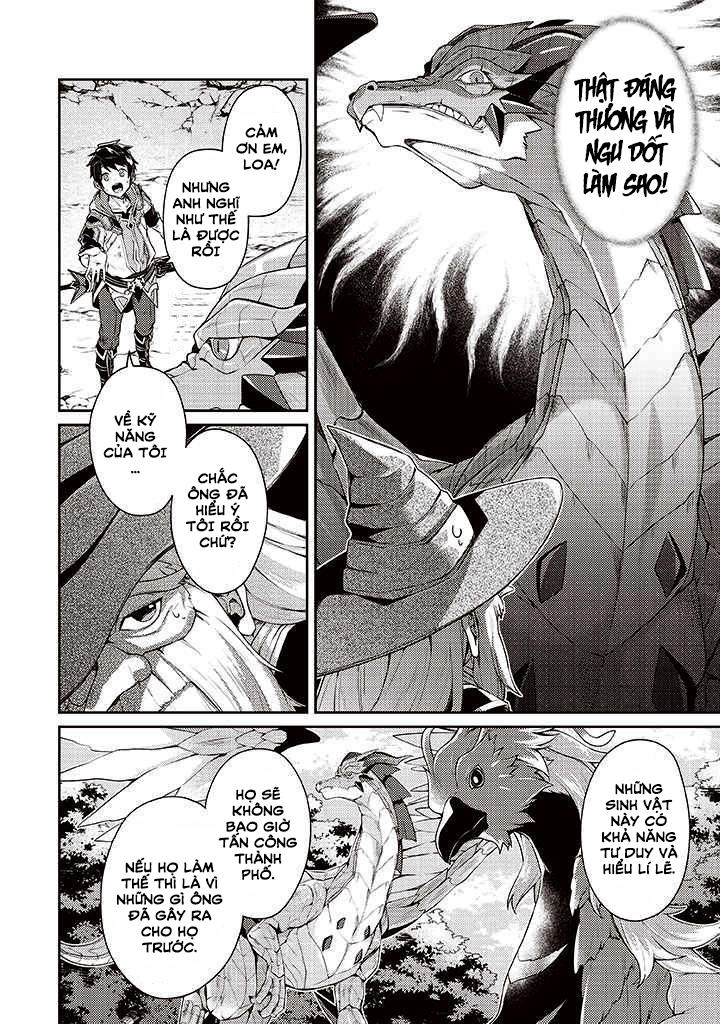 THẬT ĐÁNG
THƯƠNG VÀ
NGU DỐT
LÀM SAO!
CẢM
ƠN EM,
LOA!
NHƯNG
ANH NGHĨ
NHƯ THẾ
LÀ ĐƯỢC
RỒI
VỀ KỸ
NĂNG
CỦA TÔI
...
CHẮC
ÔNG ĐÃ
HIỂU Ý
TÔI RỒI
CHỨ?
NHỮNG
SINH VẬT
NÀY CÓ
KHẢ NĂNG
TƯ DUY VÀ
HIỂU LÍ LẼ.
HỌ SẼ
KHÔNG
BAO GIỜ
TẤN CÔNG
THÀNH
PHỐ.
NẾU HỌ LÀM
THẾ THÌ LÀ VÌ
NHỮNG GÌ ÔNG
ĐÃ GÂY RA
CHO HỌ
TRƯỚC.